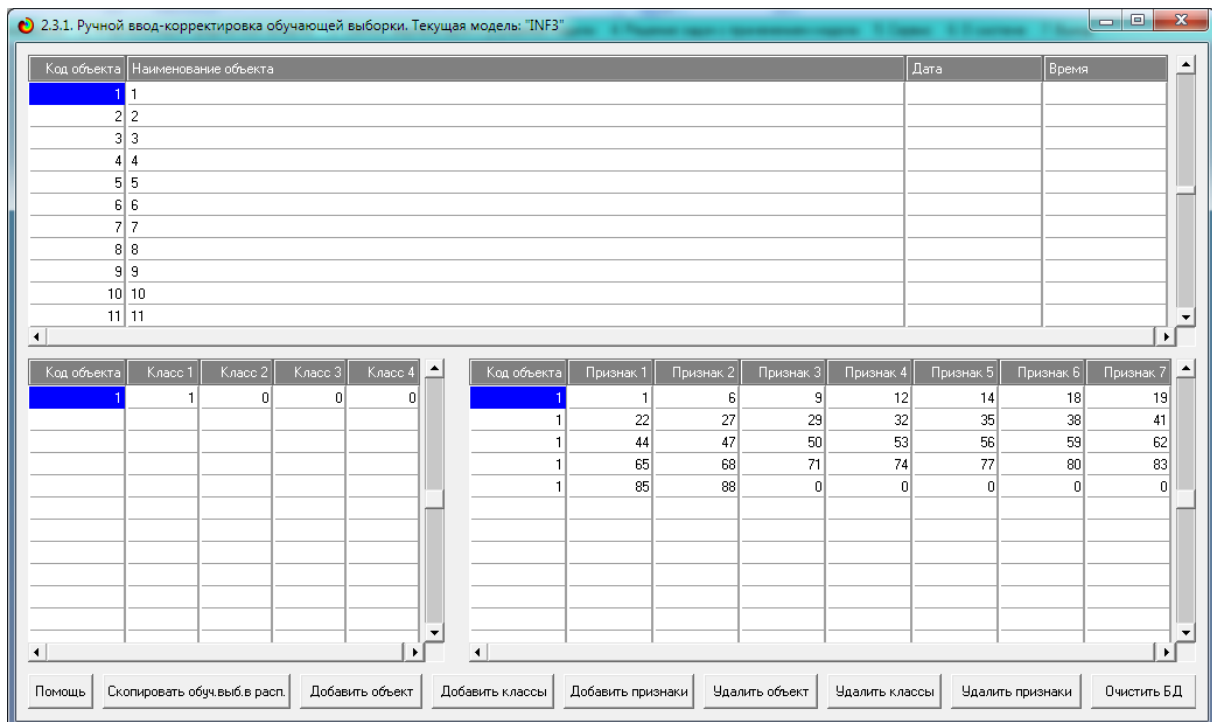 2.3.1. Ручной ввод-корректировка обучающей выборки. Текущая модель: "INF3"
Код объекта Наименование объекта Дата Время
1 1
2 2
3 3
4 4
5 5
6 6
7 7
8 8
9 9
10 10
11 11
Код объекта Класс 1 Класс 2 Класс 3 Класс 4
1 1 0 0 0
Код объекта Признак 1 Признак 2 Признак 3 Признак 4 Признак 5 Признак 6 Признак 7
1 1 6 9 12 14 18 19
1 22 27 29 32 35 38 41
1 44 47 50 53 56 59 62
1 65 68 71 74 77 80 83
1 85 88 0 0 0 0 0
Помощь Скопировать обуч.выб.в расп. Добавить объект Добавить классы Добавить признаки Удалить объект Удалить классы Удалить признаки Очистить БД